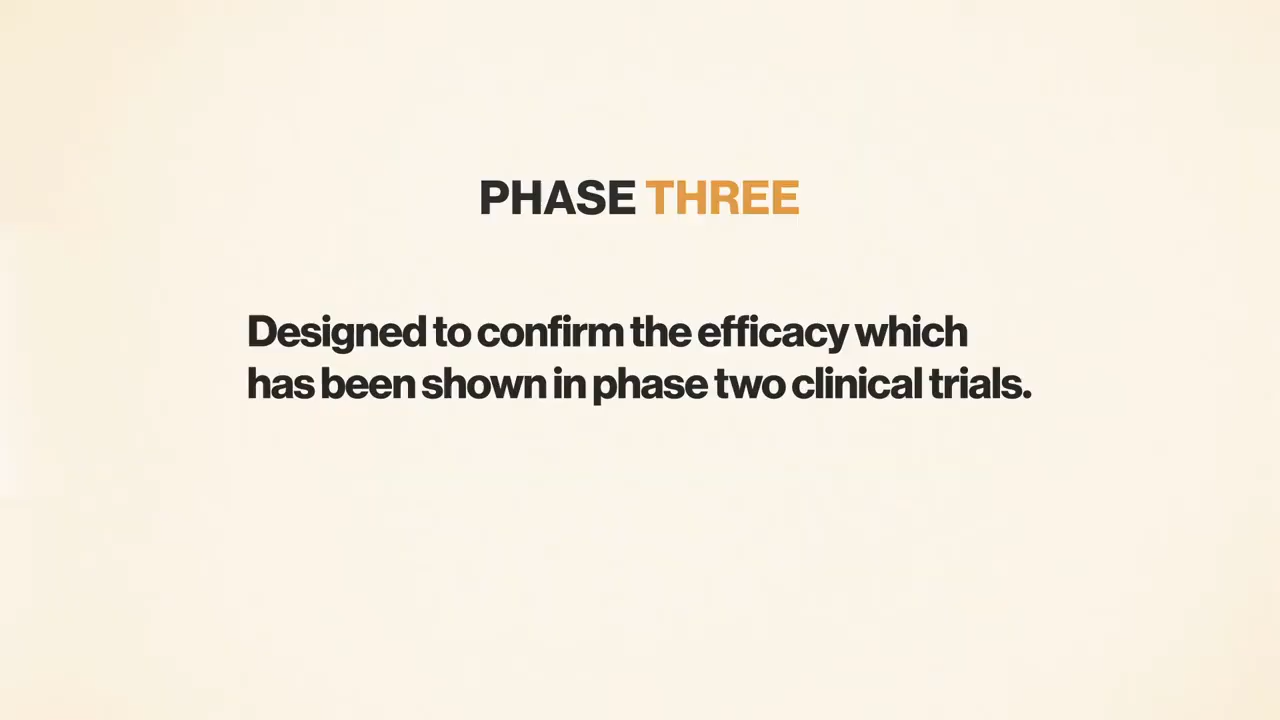 PHASE THREE
Designed to confirm the efficacy which
has been shown in phase two clinical trials.